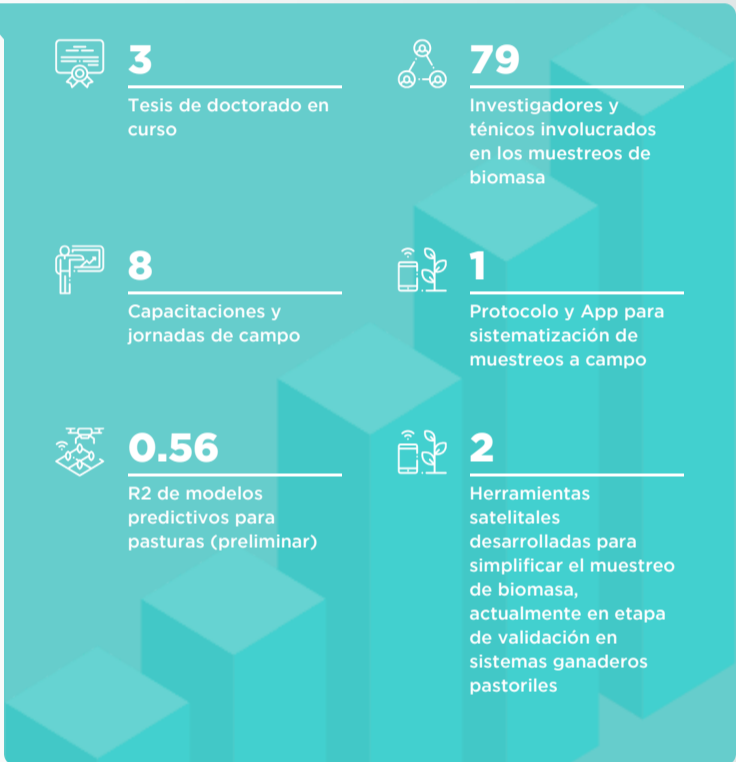 3
Tesis de doctorado en
curso
79
Investigadores y
ténicos involucrados
en los muestreos de
biomasa
8
Capacitaciones y
jornadas de campo
1
Protocolo y App para
sistematización de
muestreos a campo
0.56
R2 de modelos
predictivos para
pasturas (preliminar)
2
Herramientas
satelitales
desarrolladas para
simplificar el muestreo
de biomasa,
actualmente en etapa
de validación en
sistemas ganaderos
pastoriles